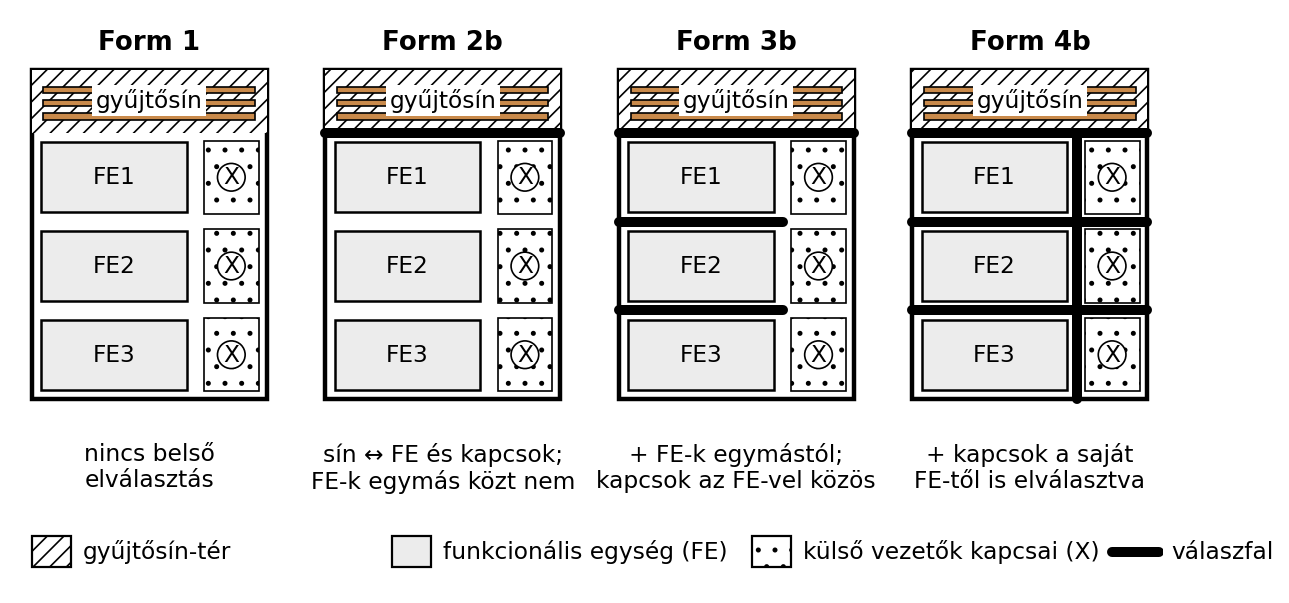 Form 1
Form 2b
Form 3b
Form 4b
gyűjtősín
gyűjtősín
gyűjtősín
gyűjtősín
FE1
X
FE1
X
FE1
X
FE1
X
FE2
X
FE2
X
FE2
X
FE2
X
FE3
X
FE3
X
FE3
X
FE3
X
nincs belső
elválasztás
sín ↔ FE és kapcsok;
FE-k egymás közt nem
+ FE-k egymástól;
kapcsok az FE-vel közös
+ kapcsok a saját
FE-től is elválasztva
gyűjtősín-tér
funkcionális egység (FE)
külső vezetők kapcsai (X)
válaszfal